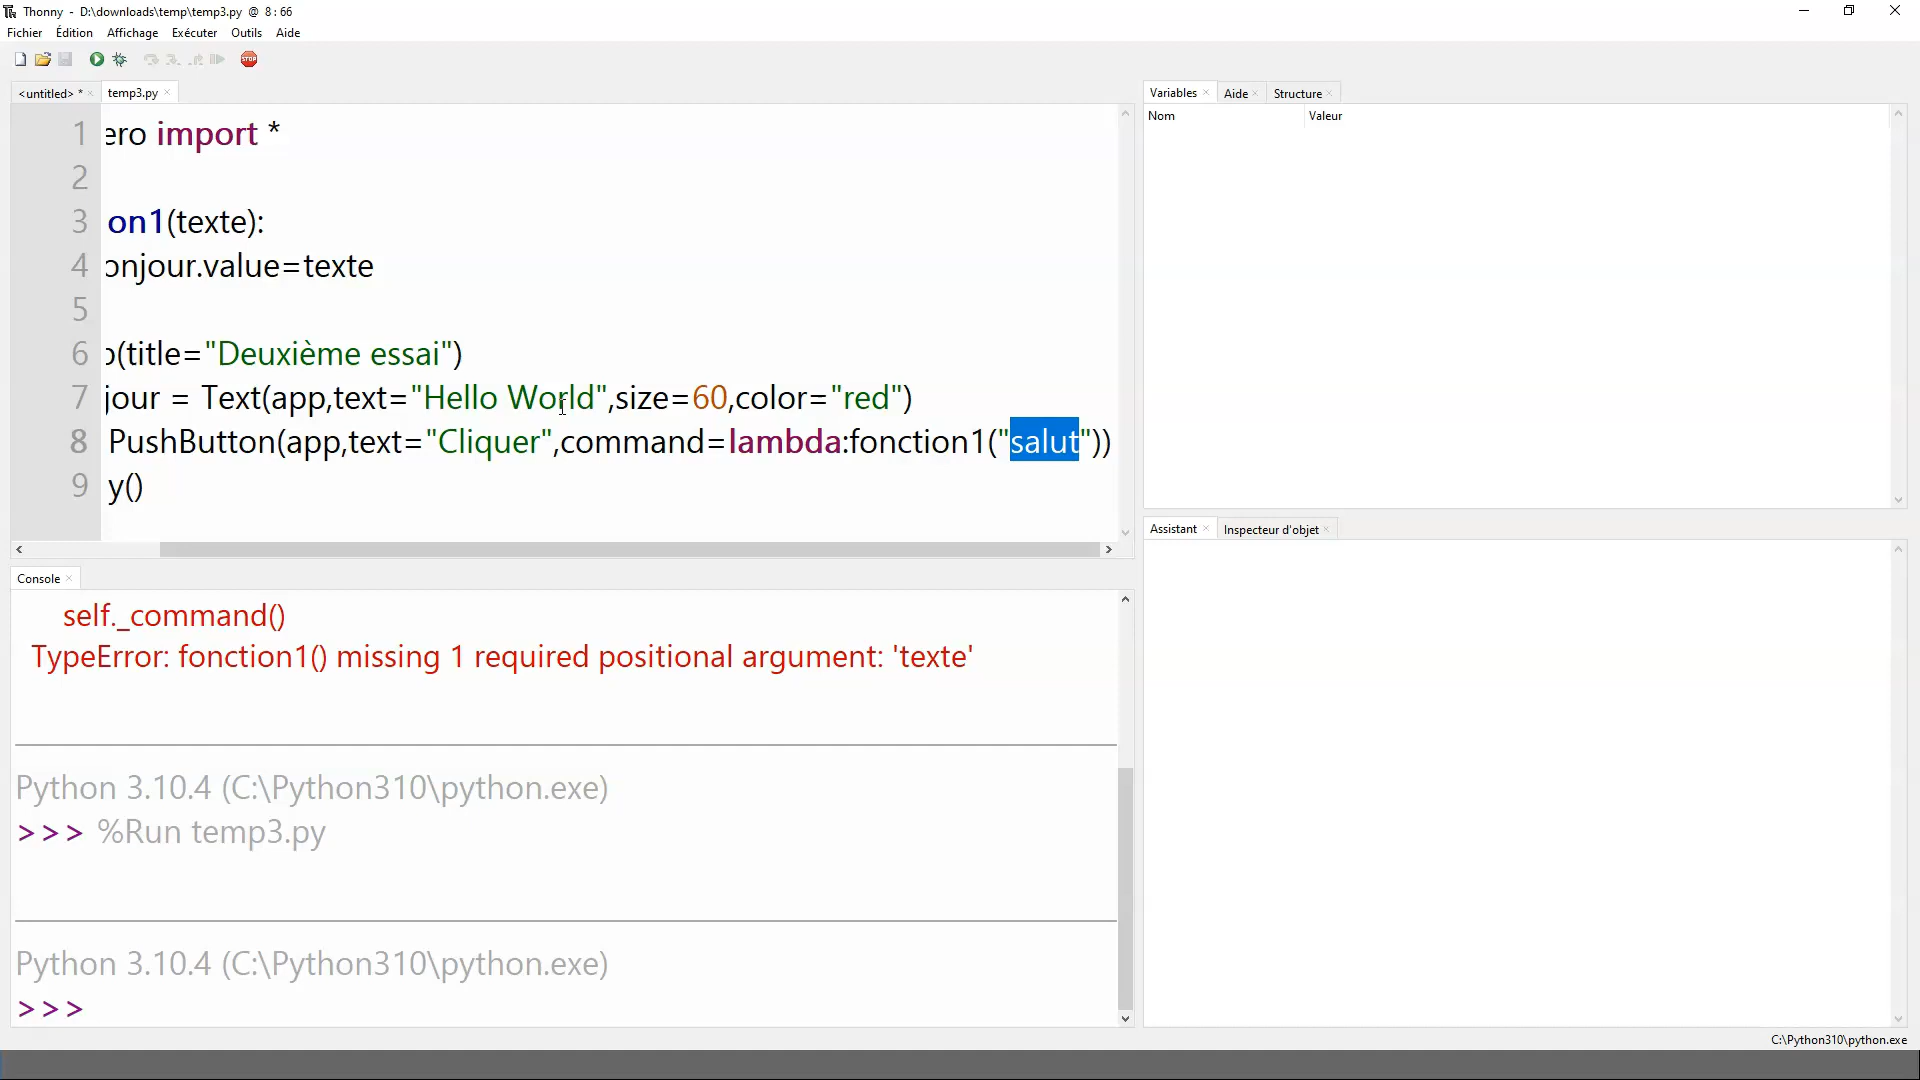 Thonny - D:\downloads\temp\temp3.py @ 8 : 66
Fichier Édition Affichage Exécuter Outils Aide
STOP
<untitled> * × temp3.py ×
1 ero import *
2
3 on1(texte):
4 onjour.value=texte
5
6 p(title="Deuxième essai")
7 jour = Text(app,text="Hello World",size=60,color="red")
8 PushButton(app,text="Cliquer",command=lambda:fonction1("salut"))
9 y()
Console ×
self._command()
TypeError: fonction1() missing 1 required positional argument: 'texte'
Python 3.10.4 (C:\Python310\python.exe)
>>> %Run temp3.py
Python 3.10.4 (C:\Python310\python.exe)
>>>
Variables × Aide × Structure ×
Nom Valeur
Assistant × Inspecteur d'objet ×
C:\Python310\python.exe